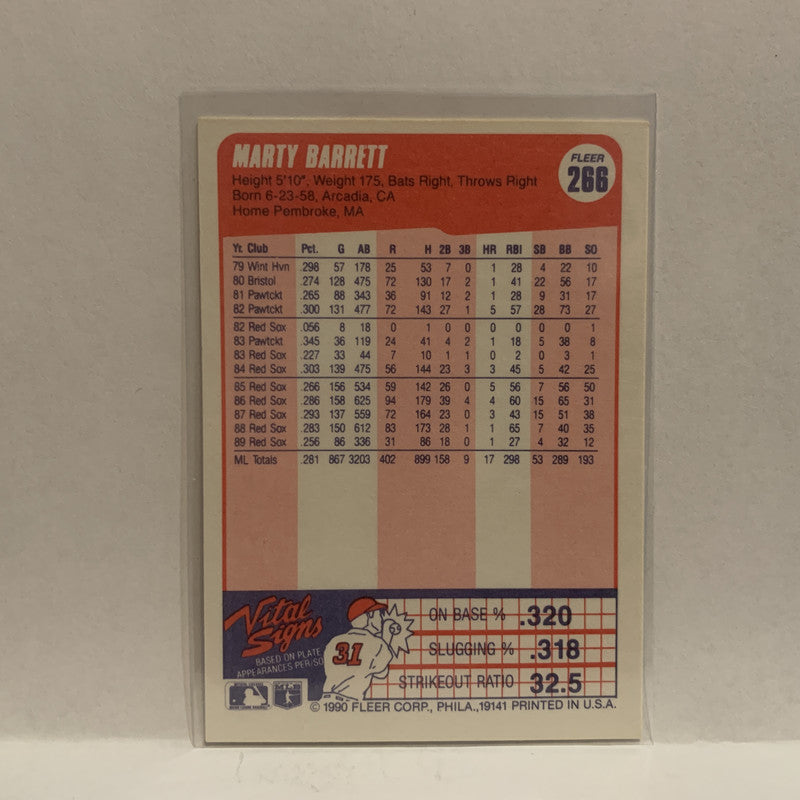 MARTY BARRETT
FLEER
266
Height 5'10", Weight 175, Bats Right, Throws Right
Born 6-23-58, Arcadia, CA
Home Pembroke, MA
Yr. Club Pct. G AB R H 2B 3B HR RBI SB BB SO
79 Wint Hvn .298 57 178 25 53 7 0 1 28 4 22 10
80 Bristol .274 128 475 72 130 17 2 1 41 22 56 17
81 Pawtckt .265 88 343 36 91 12 2 1 28 9 31 17
82 Pawtckt .300 131 477 72 143 27 1 5 57 28 73 27
82 Red Sox .056 8 18 0 1 0 0 0 0 0 0 1
83 Pawtckt .345 36 119 24 41 4 2 1 18 5 38 8
83 Red Sox .227 33 44 7 10 1 1 0 2 0 3 1
84 Red Sox .303 139 475 56 144 23 3 3 45 5 42 25
85 Red Sox .266 156 534 59 142 26 0 5 56 7 56 50
86 Red Sox .286 158 625 94 179 39 4 4 60 15 65 31
87 Red Sox .293 137 559 72 164 23 0 3 43 15 51 38
88 Red Sox .283 150 612 83 173 28 1 1 65 7 40 35
89 Red Sox .256 86 336 31 86 18 0 1 27 4 32 12
ML Totals .281 867 3203 402 899 158 9 17 298 53 289 193
Vital Signs
BASED ON PLATE
APPEARANCES PER/SO
31
ON BASE % .320
SLUGGING % .318
STRIKEOUT RATIO 32.5
© 1990 FLEER CORP., PHILA., 19141 PRINTED IN U.S.A.